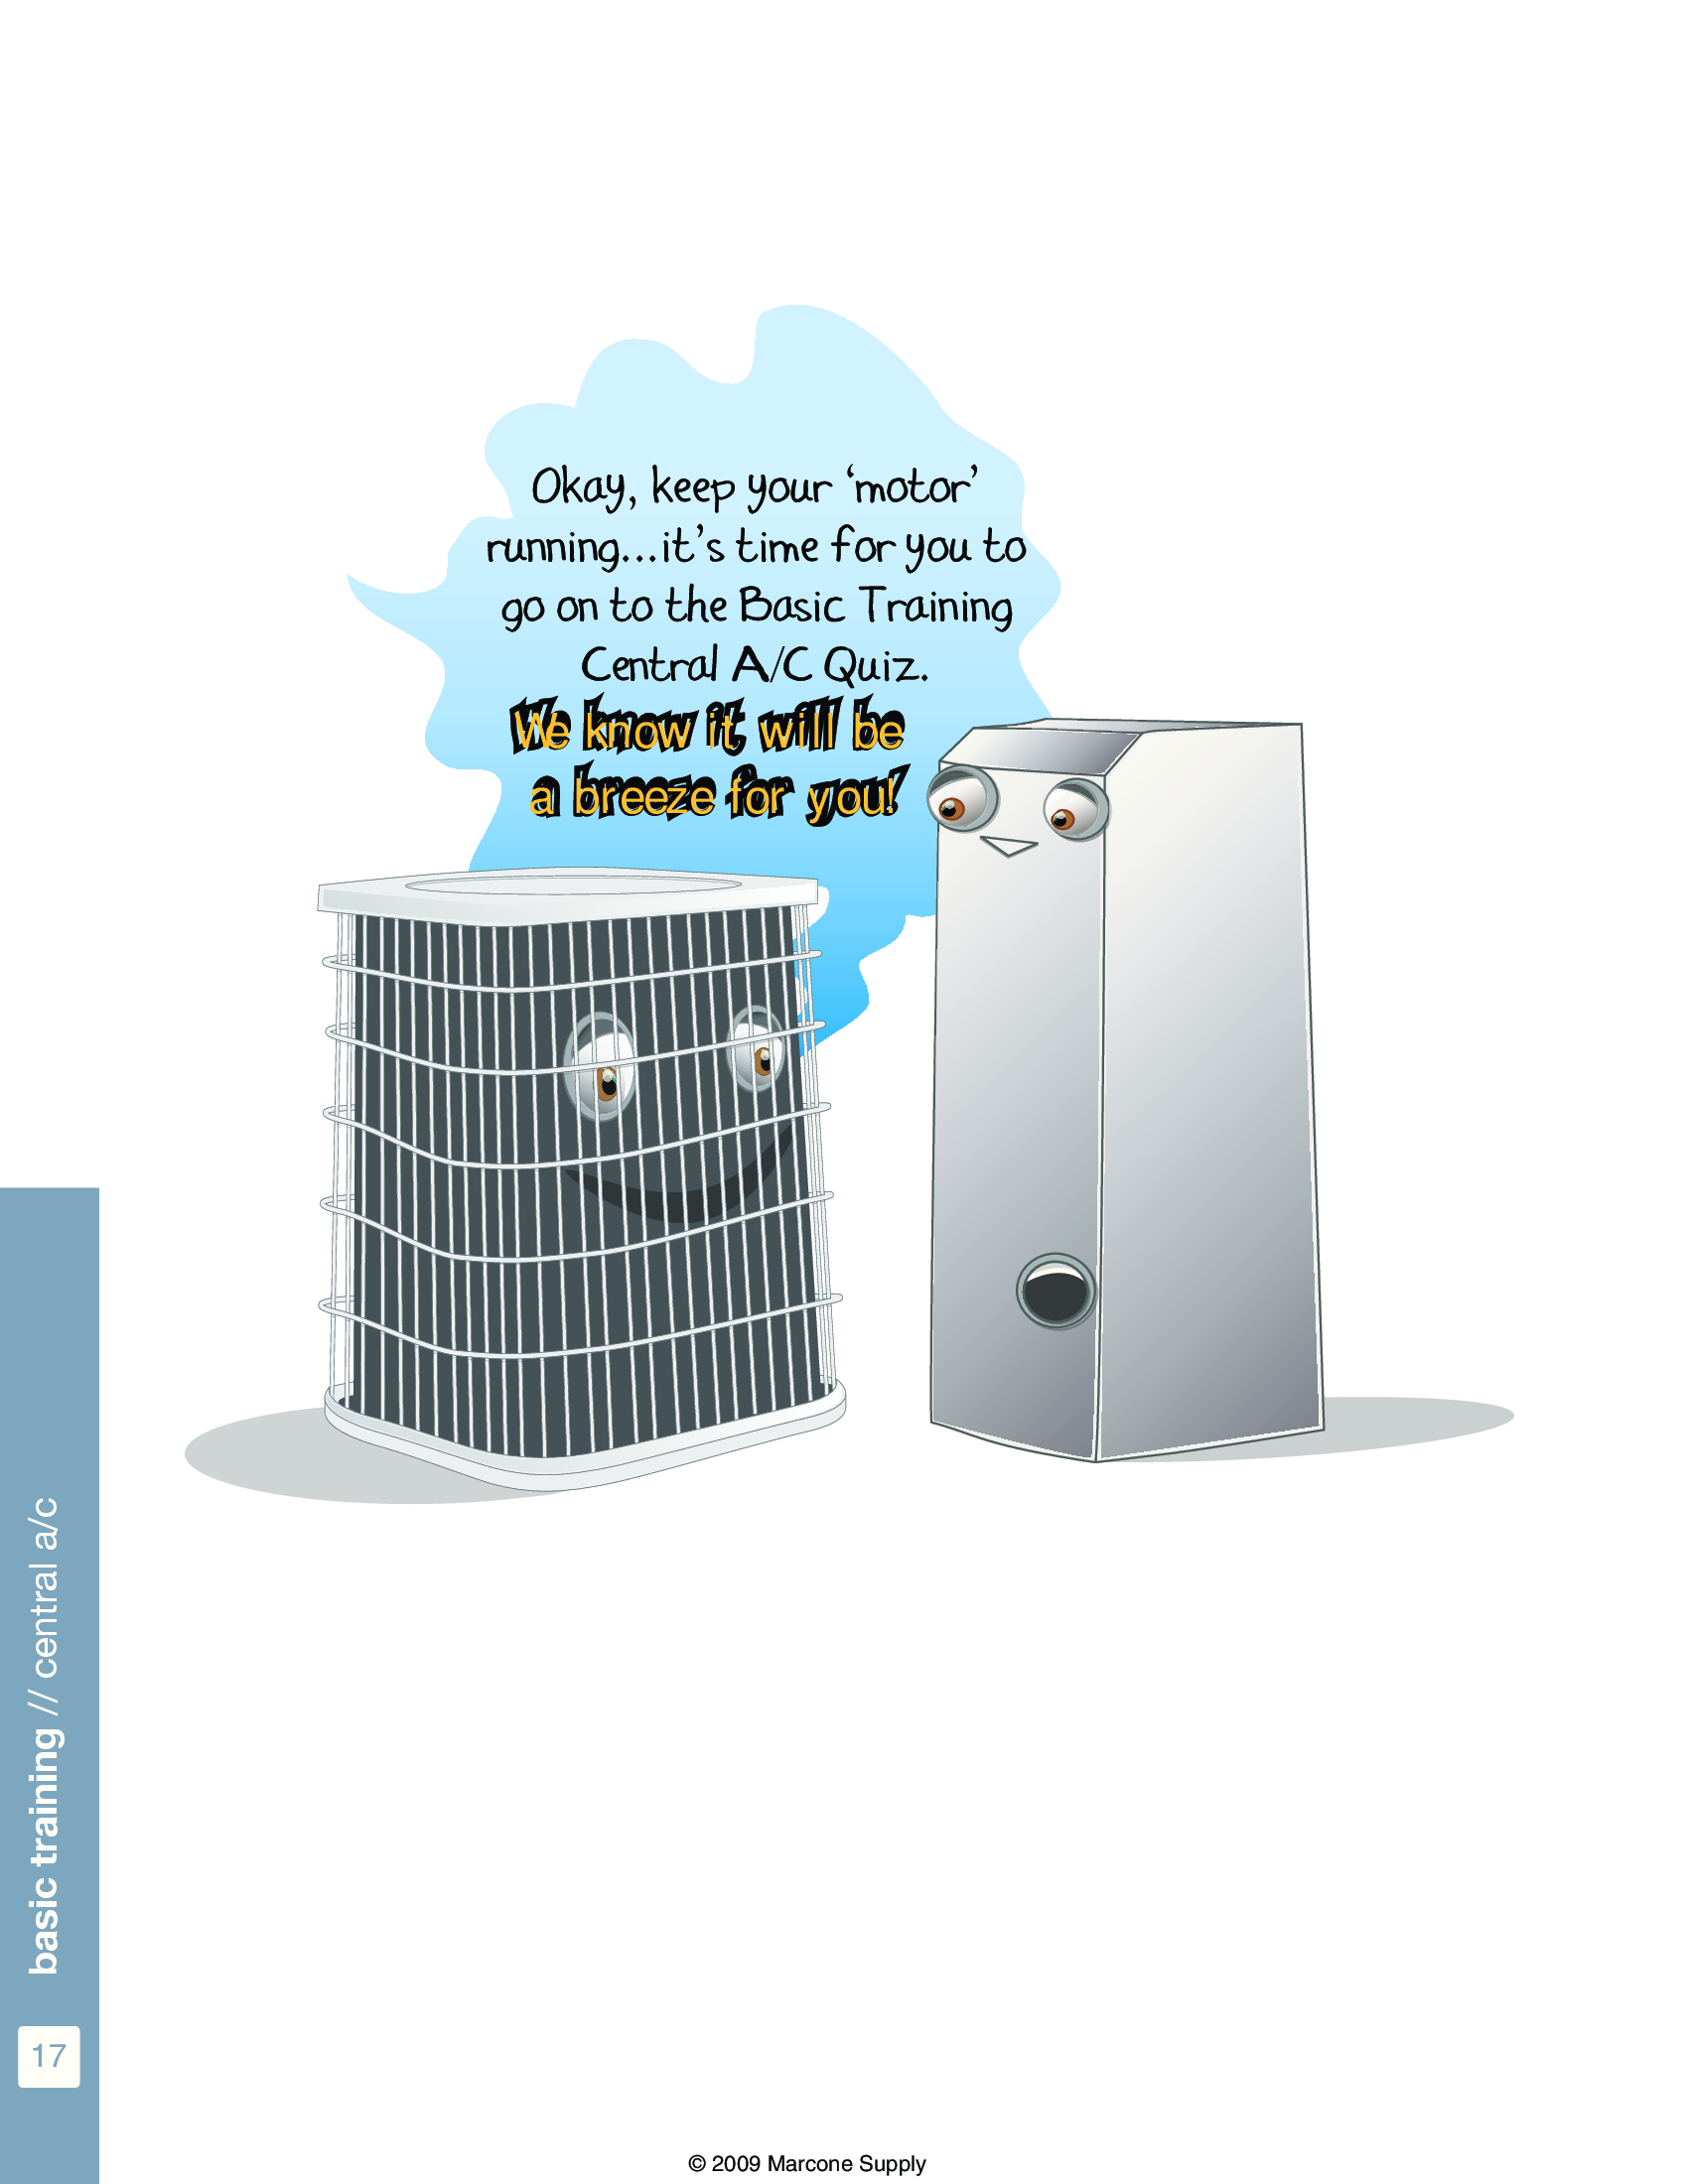 Okay, keep your ‘motor’
running...it’s time for you to
go on to the Basic Training
Central A/C Quiz.
We know it will be
a breeze for you!
basic training // central a/c
17
© 2009 Marcone Supply